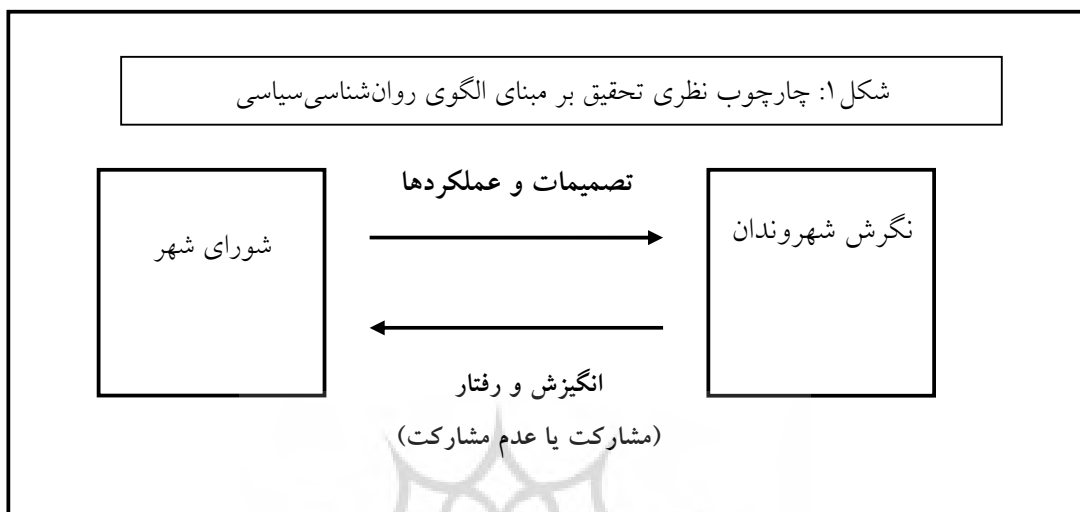 شکل۱: چارچوب نظری تحقیق بر مبنای الگوی روان‌شناسی‌سیاسی
تصمیمات و عملکردها
نگرش شهروندان
شورای شهر
انگیزش و رفتار
(مشارکت یا عدم مشارکت)